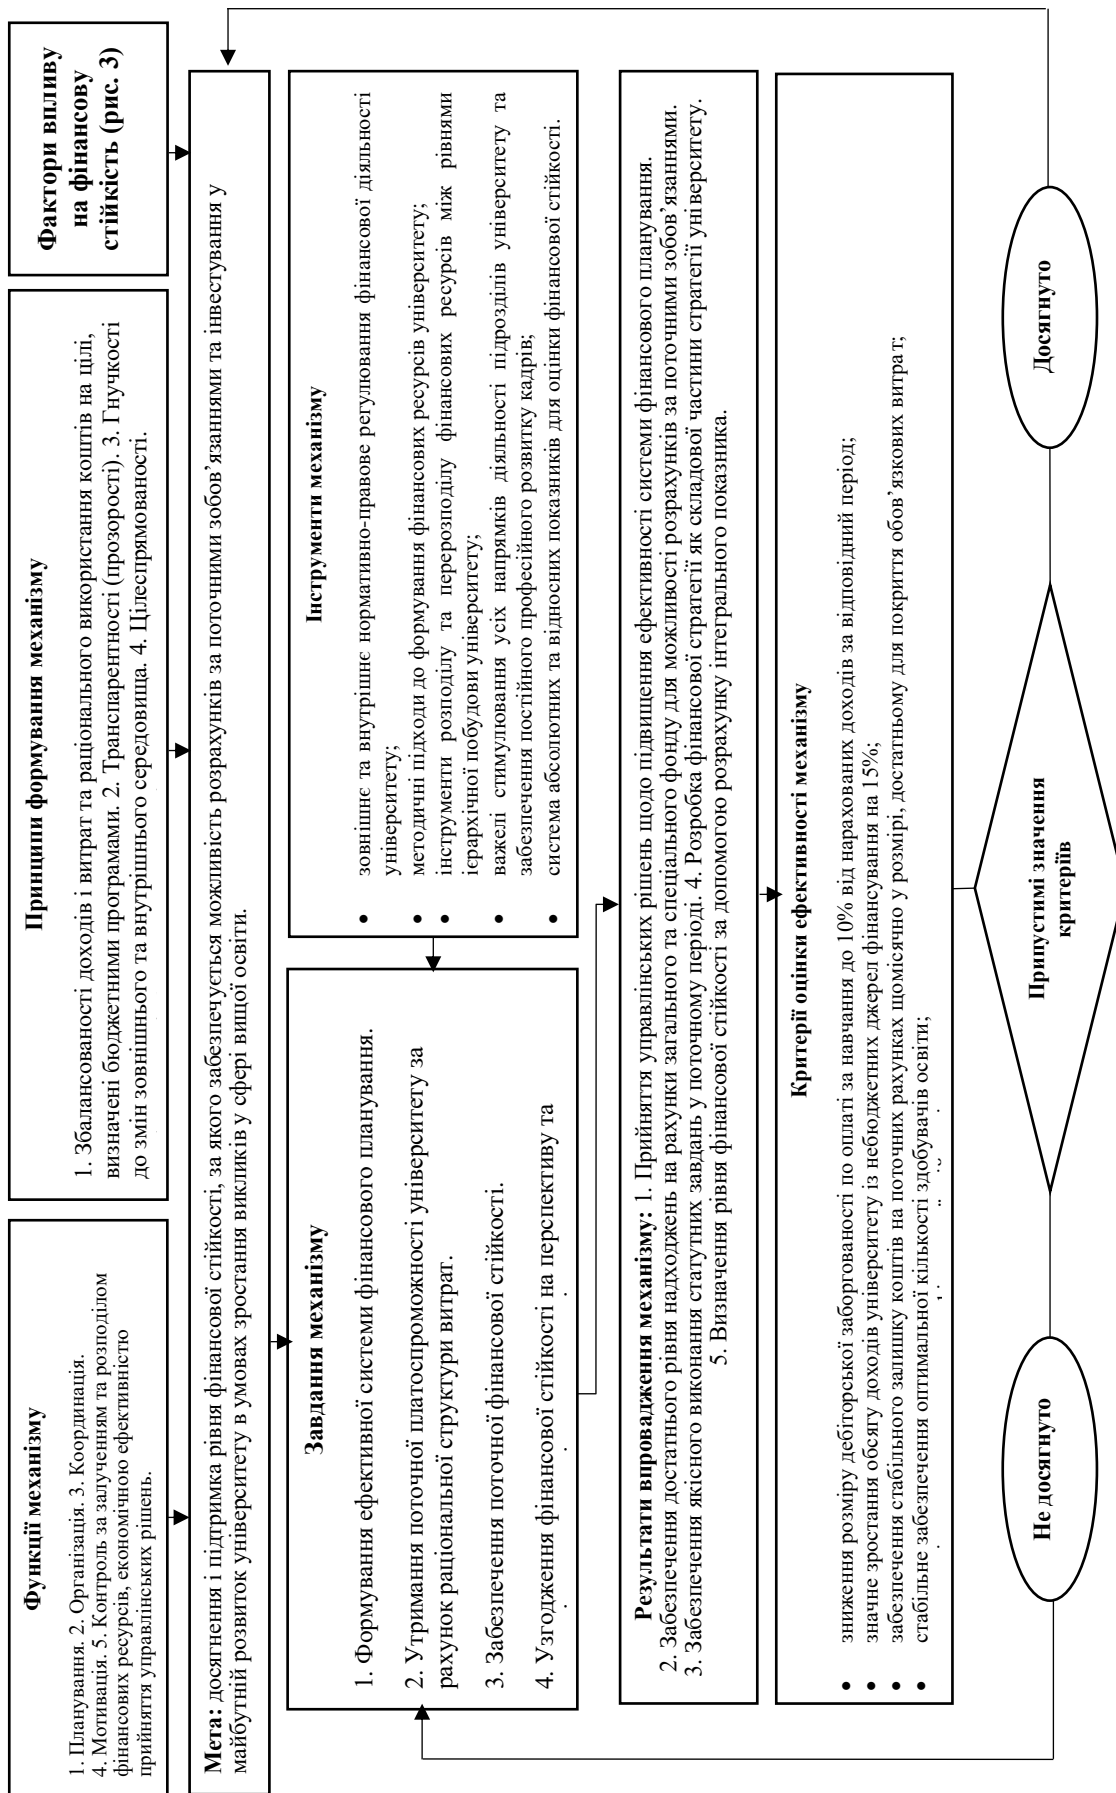 Функції механізму
1. Планування. 2. Організація. 3. Координація.
4. Мотивація. 5. Контроль за залученням та розподілом
фінансових ресурсів, економічною ефективністю
прийняття управлінських рішень.
Принципи формування механізму
1. Збалансованості доходів і витрат та раціонального використання коштів на цілі,
визначені бюджетними програмами. 2. Транспарентності (прозорості). 3. Гнучкості
до змін зовнішнього та внутрішнього середовища. 4. Цілеспрямованості.
Фактори впливу
на фінансову
стійкість (рис. 3)
Мета: досягнення і підтримка рівня фінансової стійкості, за якого забезпечується можливість розрахунків за поточними зобов’язаннями та інвестування у
майбутній розвиток університету в умовах зростання викликів у сфері вищої освіти.
Завдання механізму
1. Формування ефективної системи фінансового планування.
2. Утримання поточної платоспроможності університету за
рахунок раціональної структури витрат.
3. Забезпечення поточної фінансової стійкості.
4. Узгодження фінансової стійкості на перспективу та
Інструменти механізму
• зовнішнє та внутрішнє нормативно-правове регулювання фінансової діяльності
університету;
• методичні підходи до формування фінансових ресурсів університету;
• інструменти розподілу та перерозподілу фінансових ресурсів між рівнями
ієрархічної побудови університету;
• важелі стимулювання усіх напрямків діяльності підрозділів університету та
забезпечення постійного професійного розвитку кадрів;
• система абсолютних та відносних показників для оцінки фінансової стійкості.
Результати впровадження механізму: 1. Прийняття управлінських рішень щодо підвищення ефективності системи фінансового планування.
2. Забезпечення достатнього рівня надходжень на рахунки загального та спеціального фонду для можливості розрахунків за поточними зобов’язаннями.
3. Забезпечення якісного виконання статутних завдань у поточному періоді. 4. Розробка фінансової стратегії як складової частини стратегії університету.
5. Визначення рівня фінансової стійкості за допомогою розрахунку інтегрального показника.
Критерії оцінки ефективності механізму
• зниження розміру дебіторської заборгованості по оплаті за навчання до 10% від нарахованих доходів за відповідний період;
• значне зростання обсягу доходів університету із небюджетних джерел фінансування на 15%;
• забезпечення стабільного залишку коштів на поточних рахунках щомісячно у розмірі, достатньому для покриття обов’язкових витрат;
• стабільне забезпечення оптимальної кількості здобувачів освіти;
Не досягнуто
Припустимі значення
критеріїв
Досягнуто